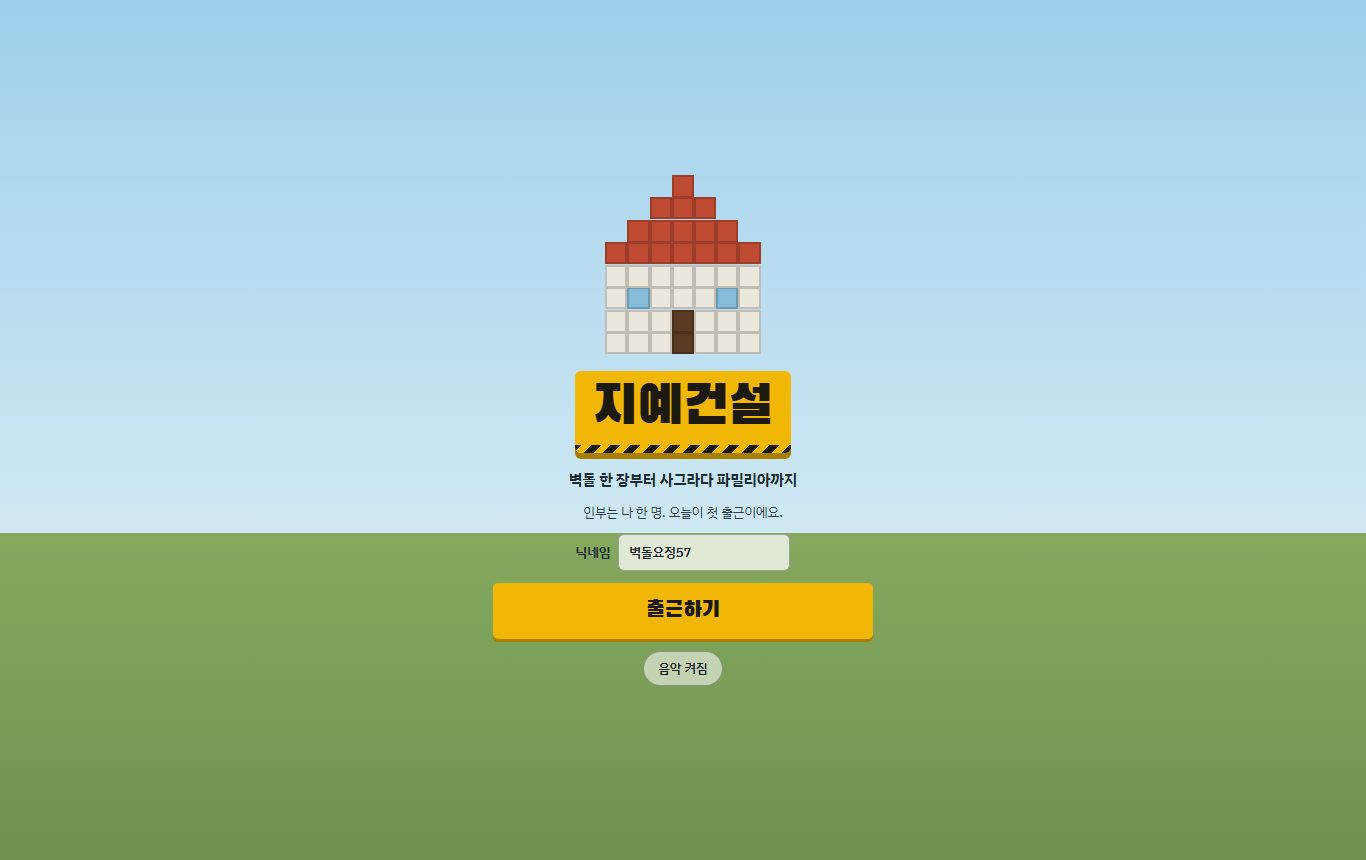 지예건설
벽돌 한 장부터 사그라다 파밀리아까지
인부는 나 한 명. 오늘이 첫 출근이에요.
닉네임 벽돌요정57
출근하기
음악 켜짐